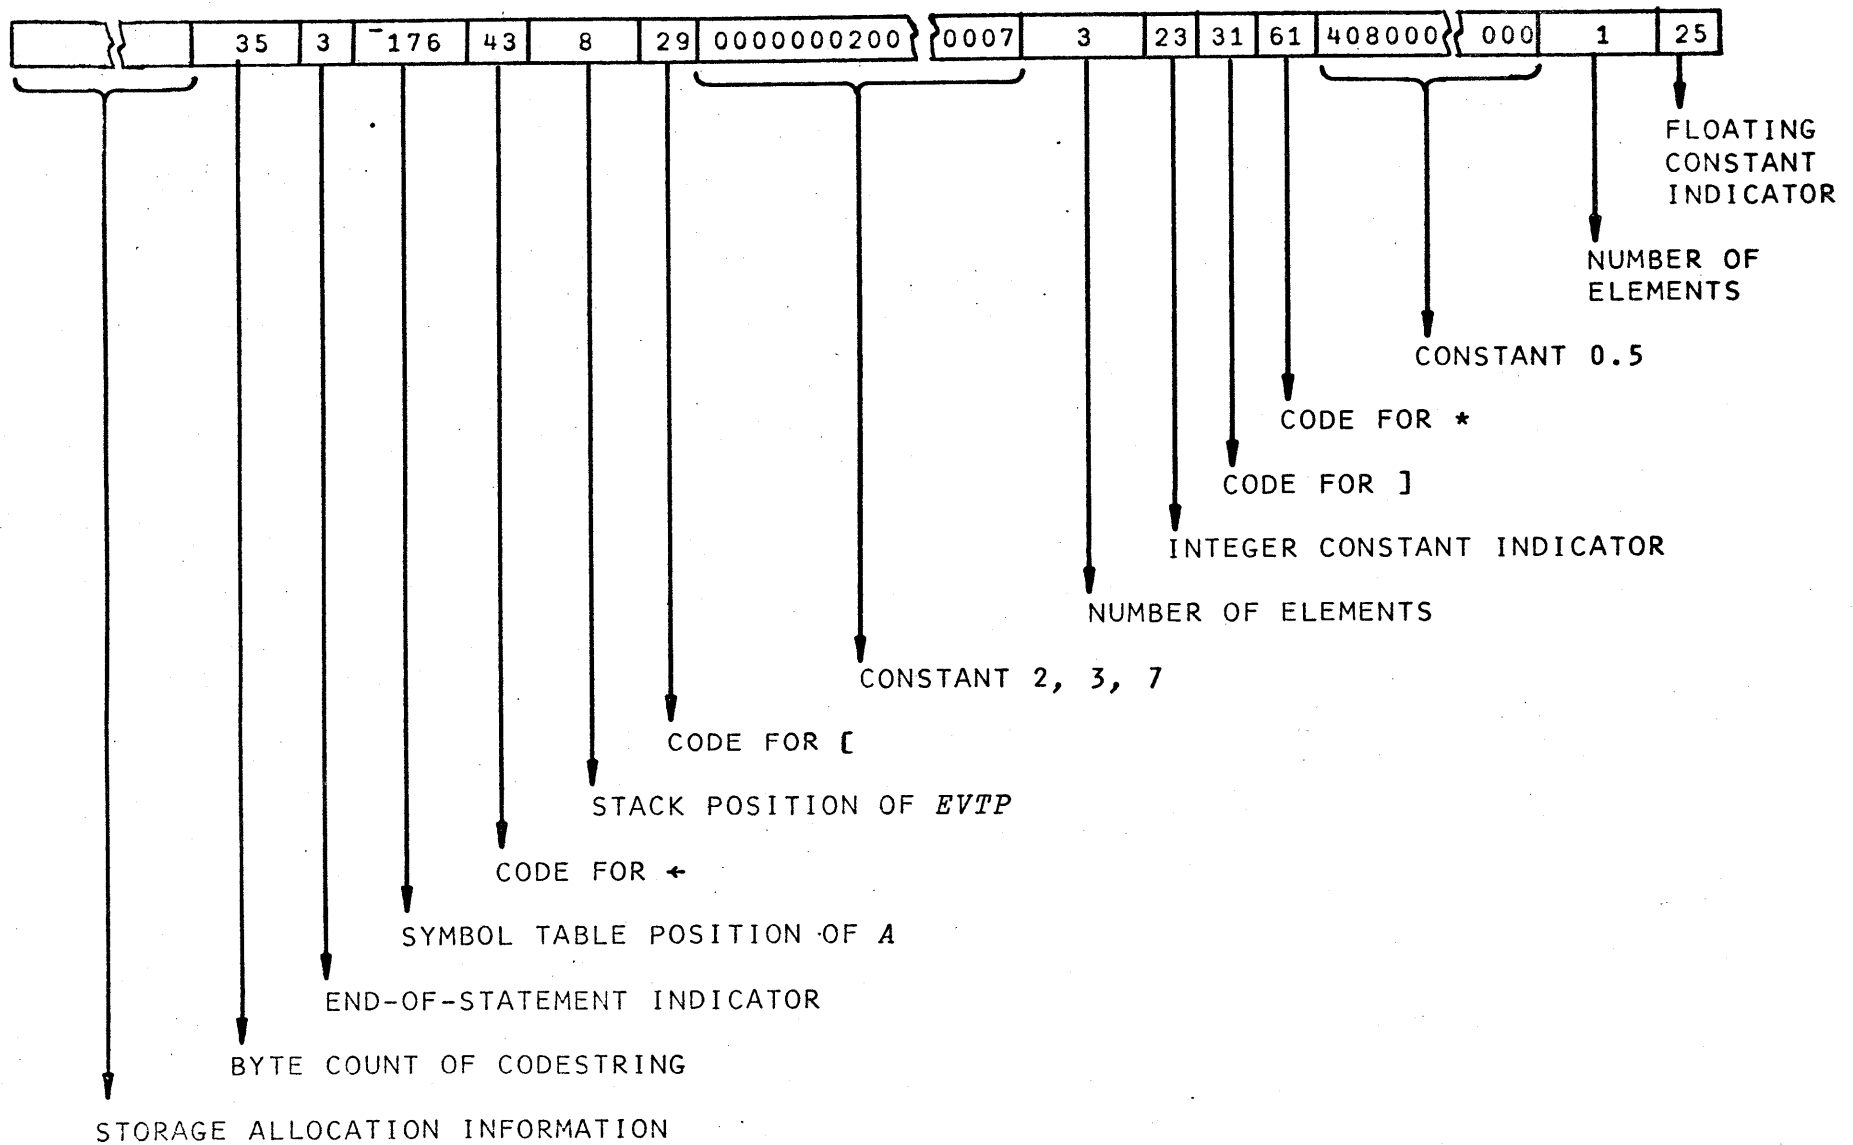 35 3 ¯176 43 8 29 0000000200 0007 3 23 31 61 408000 000 1 25
FLOATING
CONSTANT
INDICATOR
NUMBER OF
ELEMENTS
CONSTANT 0.5
CODE FOR *
CODE FOR ]
INTEGER CONSTANT INDICATOR
NUMBER OF ELEMENTS
CONSTANT 2, 3, 7
CODE FOR [
STACK POSITION OF EVTP
CODE FOR ←
SYMBOL TABLE POSITION OF A
END-OF-STATEMENT INDICATOR
BYTE COUNT OF CODESTRING
STORAGE ALLOCATION INFORMATION